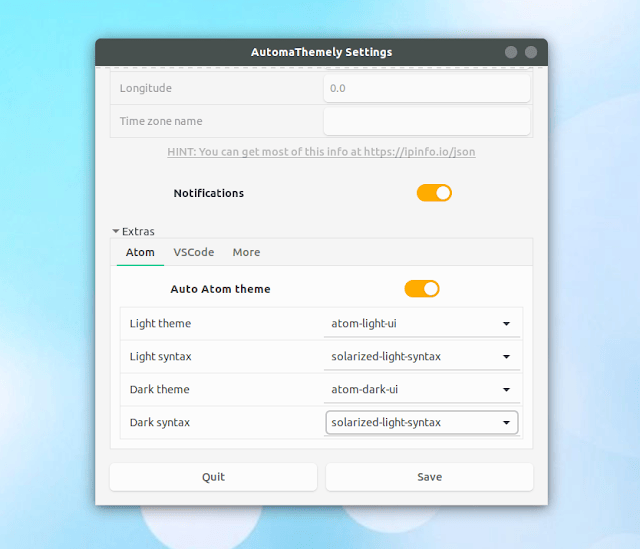 AutomaThemely Settings
Longitude 0.0
Time zone name
HINT: You can get most of this info at https://ipinfo.io/json
Notifications
Extras
Atom VSCode More
Auto Atom theme
Light theme atom-light-ui
Light syntax solarized-light-syntax
Dark theme atom-dark-ui
Dark syntax solarized-light-syntax
Quit Save